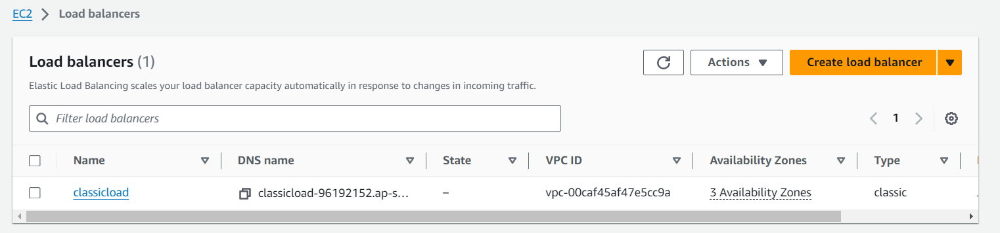 EC2 > Load balancers
Load balancers (1)
Actions
Create load balancer
Elastic Load Balancing scales your load balancer capacity automatically in response to changes in incoming traffic.
Filter load balancers
1
Name DNS name State VPC ID Availability Zones Type
classicload classicload-96192152.ap-s... – vpc-00caf45af47e5cc9a 3 Availability Zones classic